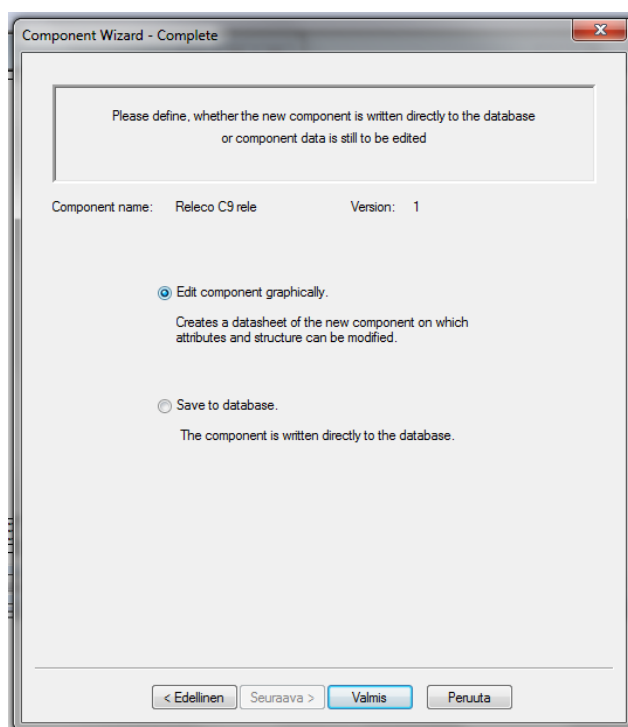 Component Wizard - Complete
Please define, whether the new component is written directly to the database
or component data is still to be edited
Component name: Releco C9 rele Version: 1
Edit component graphically.
Creates a datasheet of the new component on which
attributes and structure can be modified.
Save to database.
The component is written directly to the database.
< Edellinen Seuraava > Valmis Peruuta